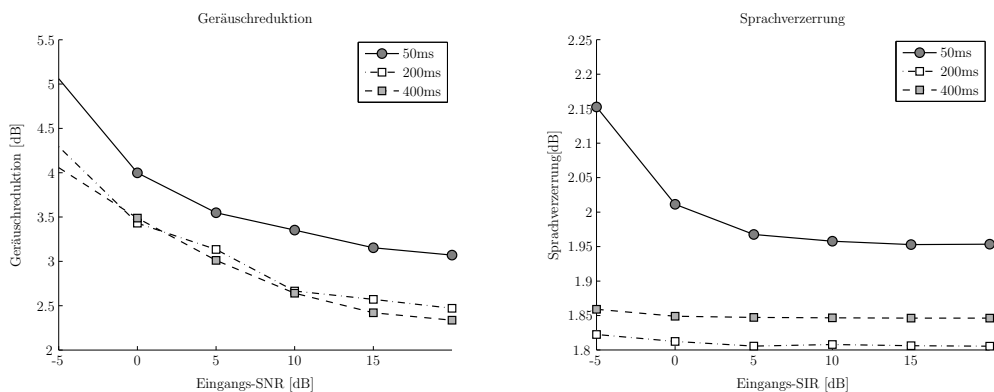 Geräuschreduktion
5.5
5
4.5
4
3.5
3
2.5
2
-5
0
5
10
15
Geräuschreduktion [dB]
Eingangs-SNR [dB]
50ms
200ms
400ms
Sprachverzerrung
2.25
2.2
2.15
2.1
2.05
2
1.95
1.9
1.85
1.8
-5
0
5
10
15
Sprachverzerrung[dB]
Eingangs-SIR [dB]
50ms
200ms
400ms